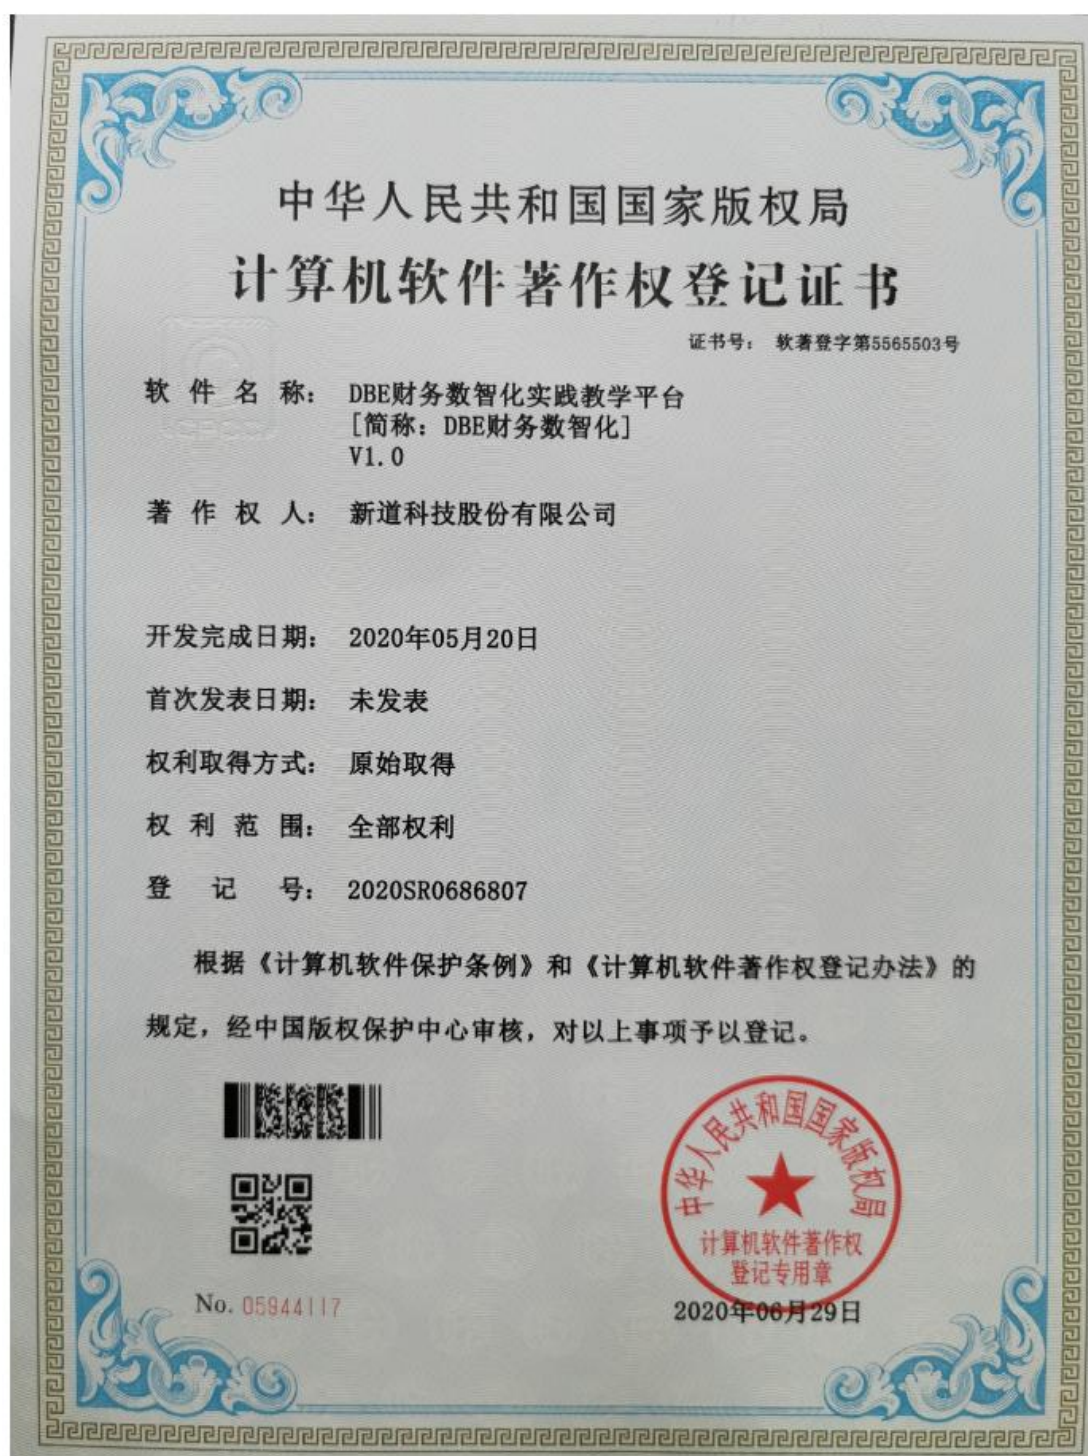 中华人民共和国国家版权局
计算机软件著作权登记证书
证书号： 软著登字第5565503号
软件名称： DBE财务数智化实践教学平台
[简称：DBE财务数智化]
V1.0
著作权人： 新道科技股份有限公司
开发完成日期： 2020年05月20日
首次发表日期： 未发表
权利取得方式： 原始取得
权利范围： 全部权利
登记号： 2020SR0686807
根据《计算机软件保护条例》和《计算机软件著作权登记办法》的
规定，经中国版权保护中心审核，对以上事项予以登记。
中华人民共和国国家版权局
计算机软件著作权
登记专用章
No. 05944117
2020年06月29日